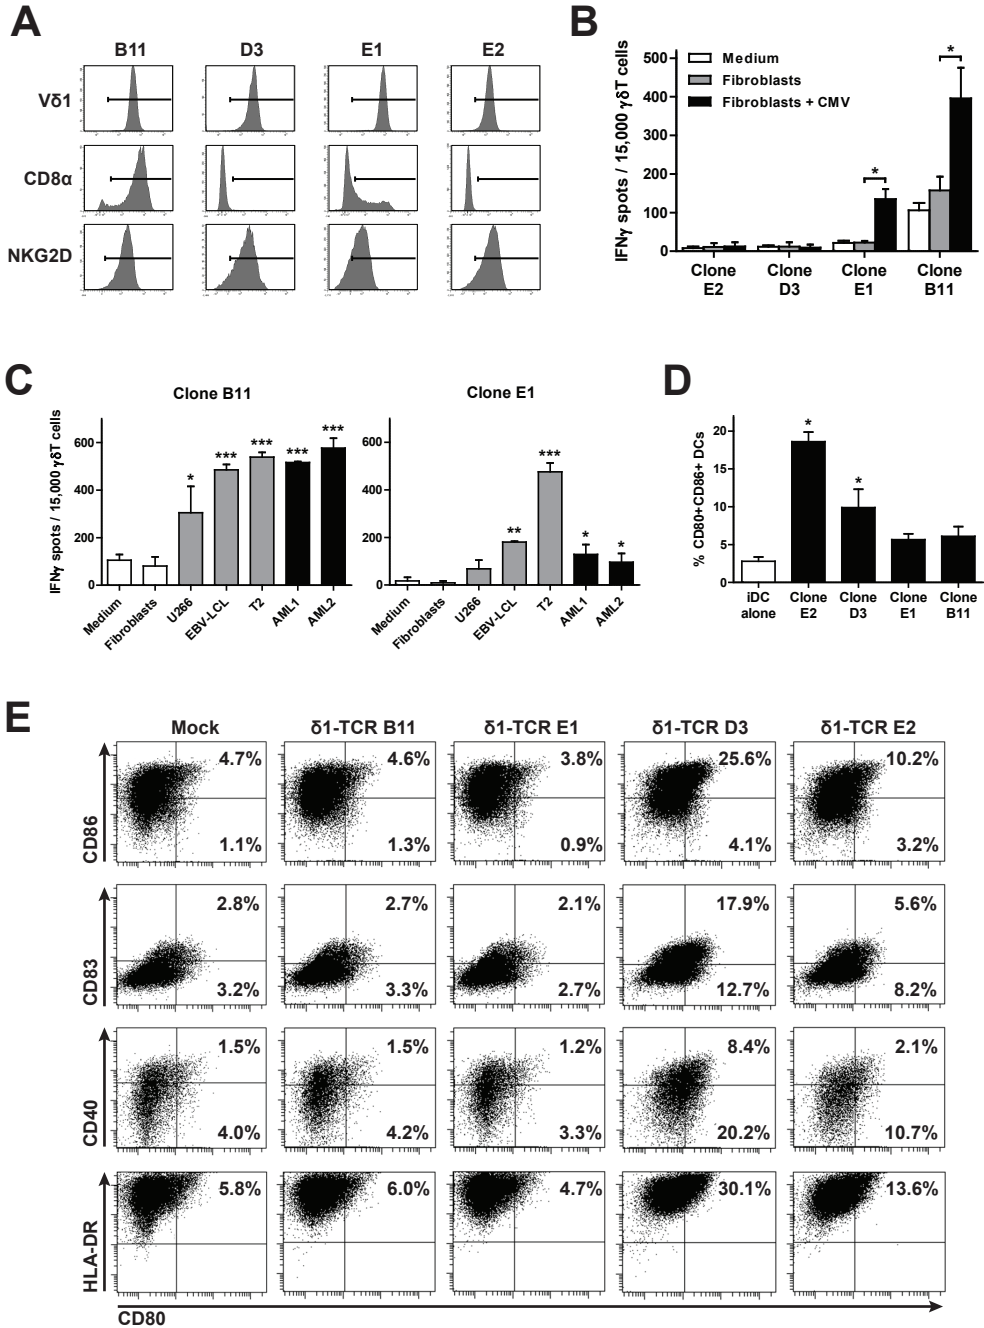 A
B11 D3 E1 E2
Vδ1
CD8α
NKG2D
B
IFNγ spots / 15,000 γδT cells
500
400
300
200
100
0
Medium
Fibroblasts
Fibroblasts + CMV
*
*
Clone E2
Clone D3
Clone E1
Clone B11
C
Clone B11
IFNγ spots / 15,000 γδT cells
600
400
200
0
*
***
***
***
***
Medium
Fibroblasts
U266
EBV-LCL
T2
AML1
AML2
Clone E1
600
400
200
0
**
***
*
*
Medium
Fibroblasts
U266
EBV-LCL
T2
AML1
AML2
D
% CD80+CD86+ DCs
20
15
10
5
0
*
*
iDC alone
Clone E2
Clone D3
Clone E1
Clone B11
E
Mock δ1-TCR B11 δ1-TCR E1 δ1-TCR D3 δ1-TCR E2
CD86
4.7% 4.6% 3.8% 25.6% 10.2%
1.1% 1.3% 0.9% 4.1% 3.2%
CD83
2.8% 2.7% 2.1% 17.9% 5.6%
3.2% 3.3% 2.7% 12.7% 8.2%
CD40
1.5% 1.5% 1.2% 8.4% 2.1%
4.0% 4.2% 3.3% 20.2% 10.7%
HLA-DR
5.8% 6.0% 4.7% 30.1% 13.6%
CD80